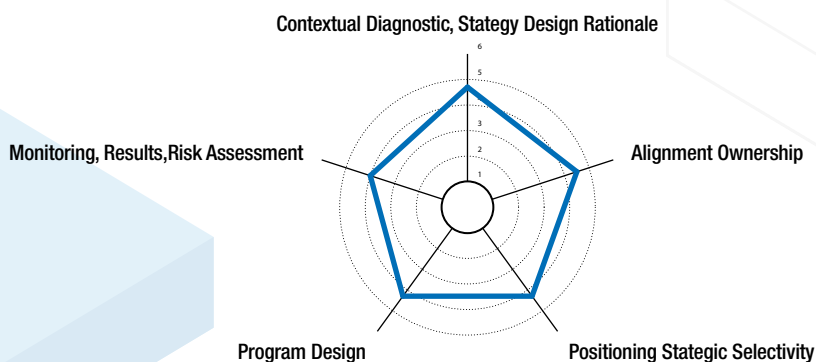 Contextual Diagnostic, Stategy Design Rationale
6
5
4
3
2
1
Monitoring, Results,Risk Assessment
Alignment Ownership
Program Design
Positioning Stategic Selectivity